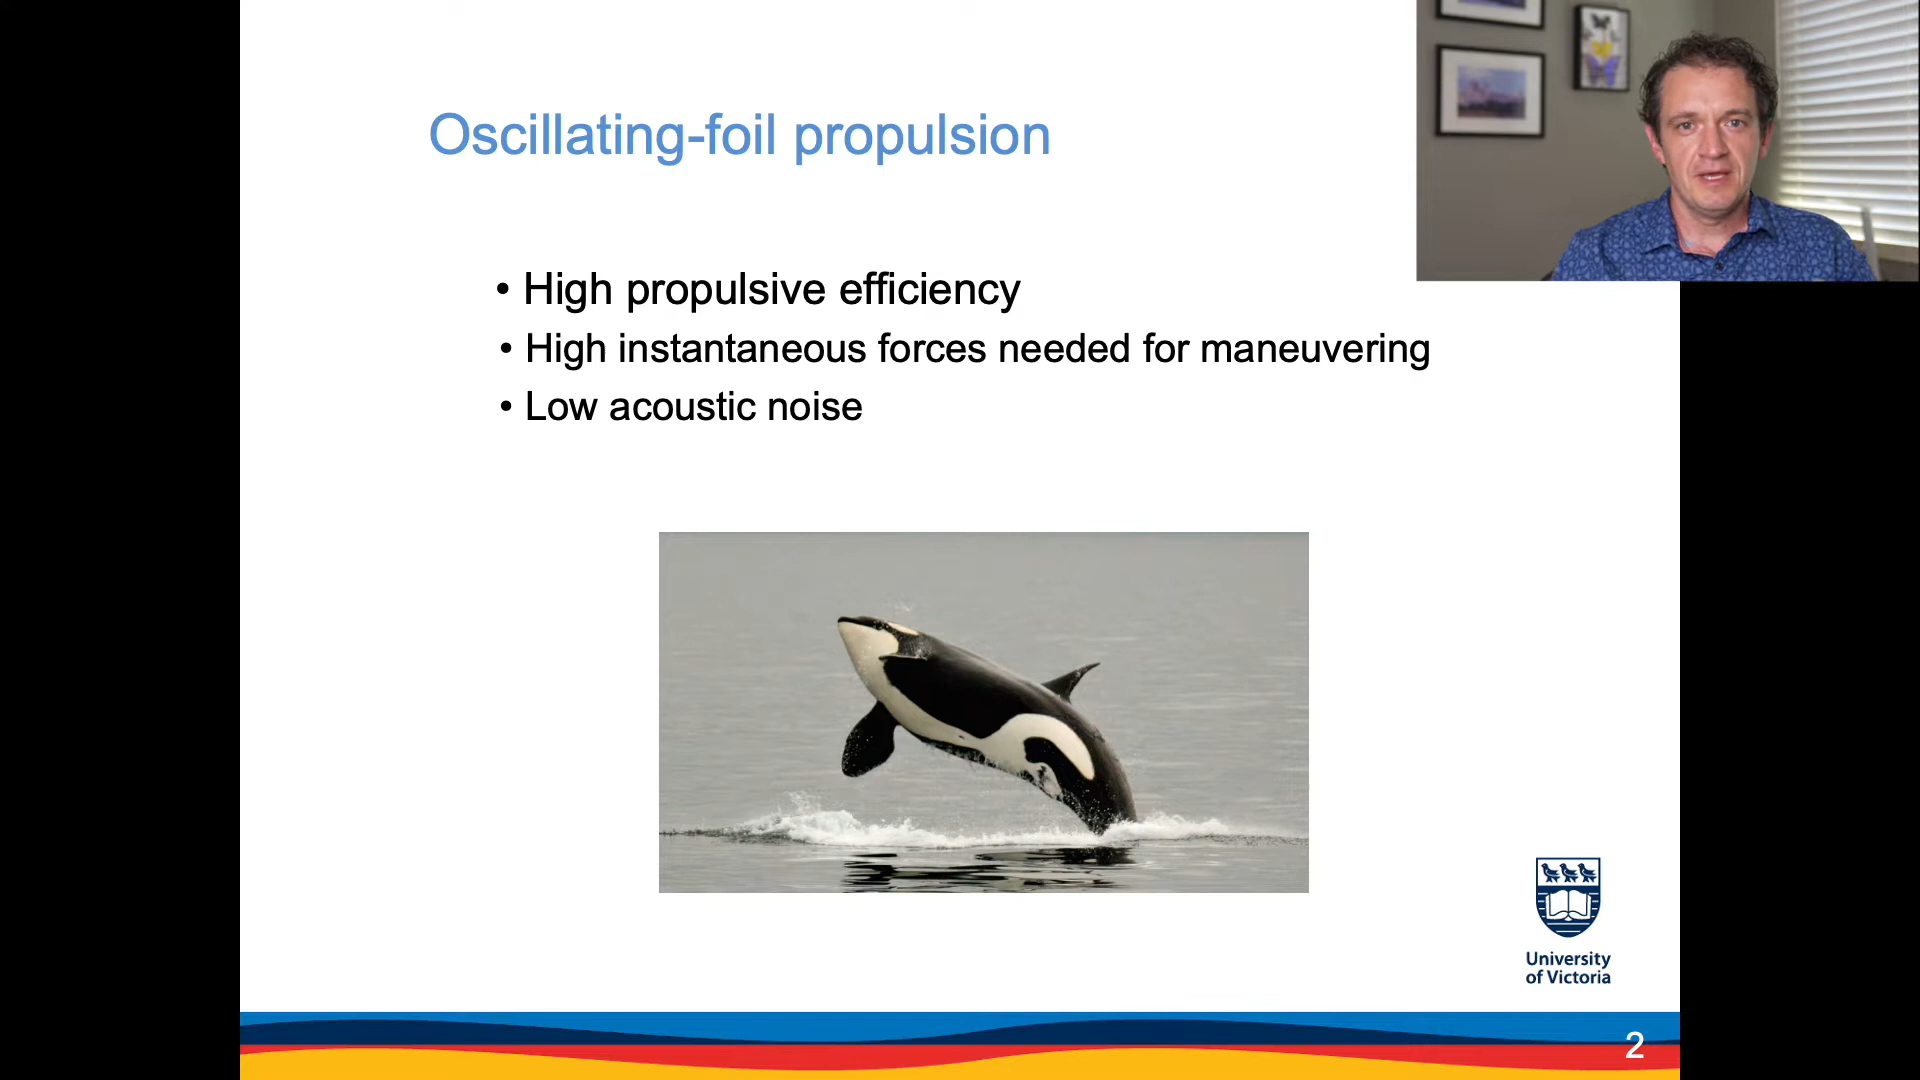 Oscillating-foil propulsion
• High propulsive efficiency
• High instantaneous forces needed for maneuvering
• Low acoustic noise
University
of Victoria
2